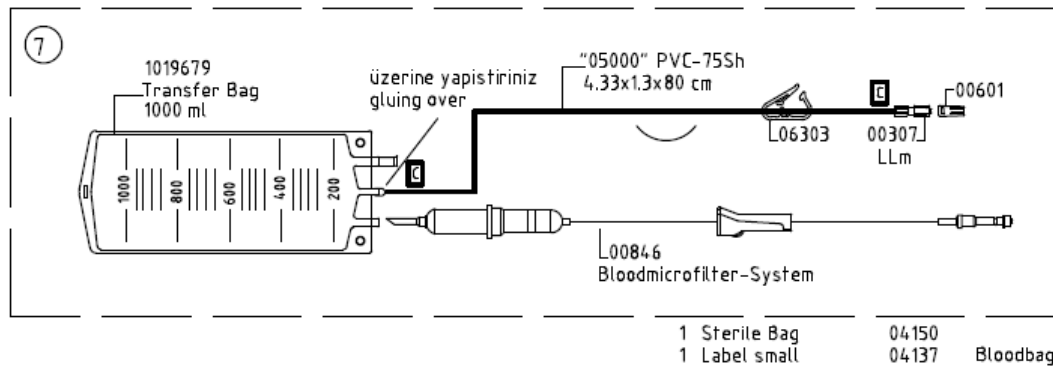 7
1019679
Transfer Bag
1000 ml
üzerine yapistiriniz
gluing over
"05000" PVC-75Sh
4.33x1.3x80 cm
C
00601
06303
00307
LLm
C
1000
800
600
400
200
00846
Bloodmicrofilter-System
1 Sterile Bag 04150
1 Label small 04137 Bloodbag